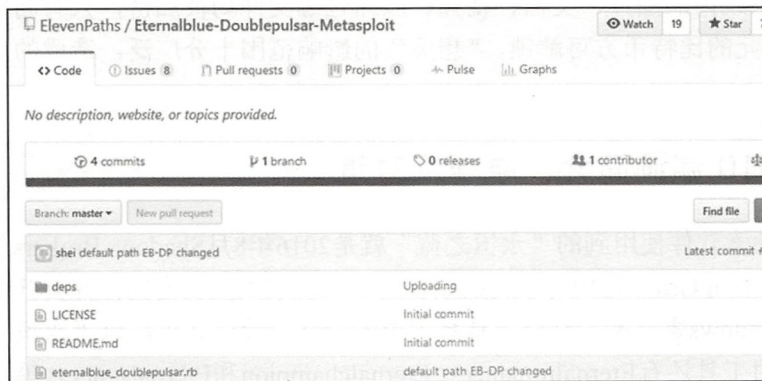 ElevenPaths / Eternalblue-Doublepulsar-Metasploit Watch 19 Star
Code Issues 8 Pull requests 0 Projects 0 Pulse Graphs
No description, website, or topics provided.
4 commits 1 branch 0 releases 1 contributor
Branch: master New pull request Find file
shei default path EB-DP changed Latest commit
deps Uploading
LICENSE Initial commit
README.md Initial commit
eternalblue_doublepulsar.rb default path EB-DP changed